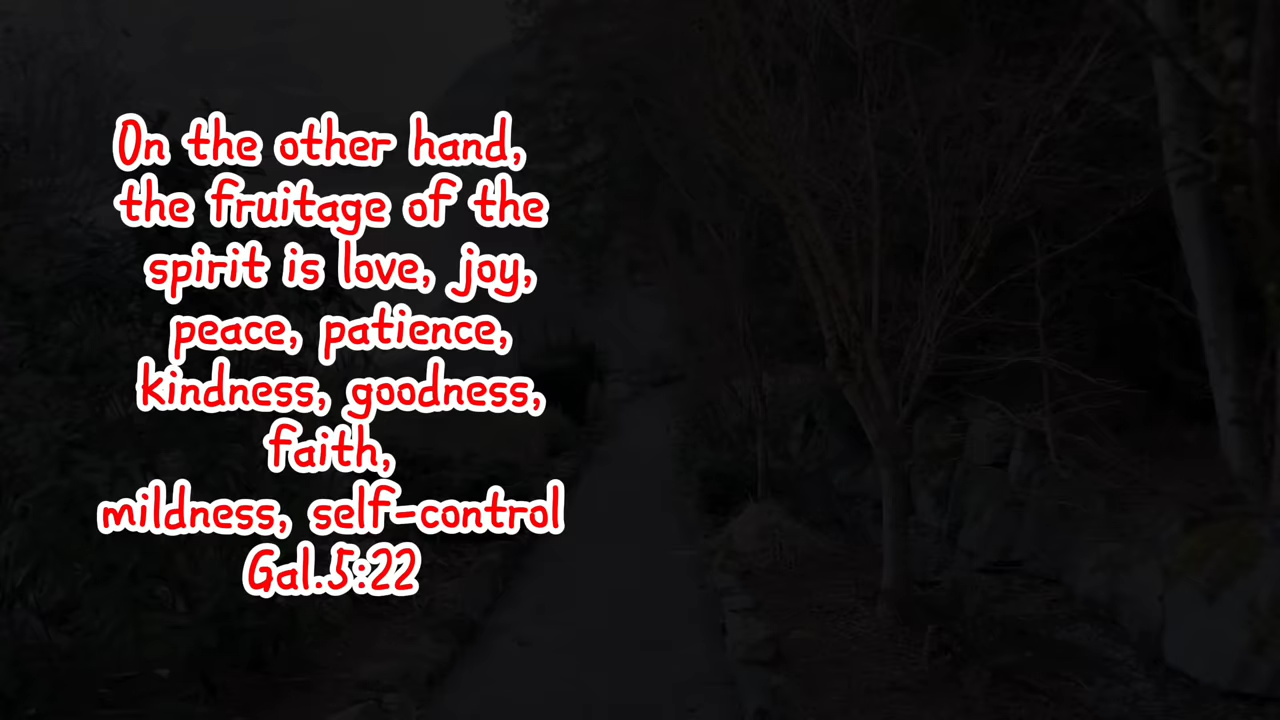 On the other hand,
the fruitage of the
spirit is love, joy,
peace, patience,
kindness, goodness,
faith,
mildness, self-control
Gal.5:22